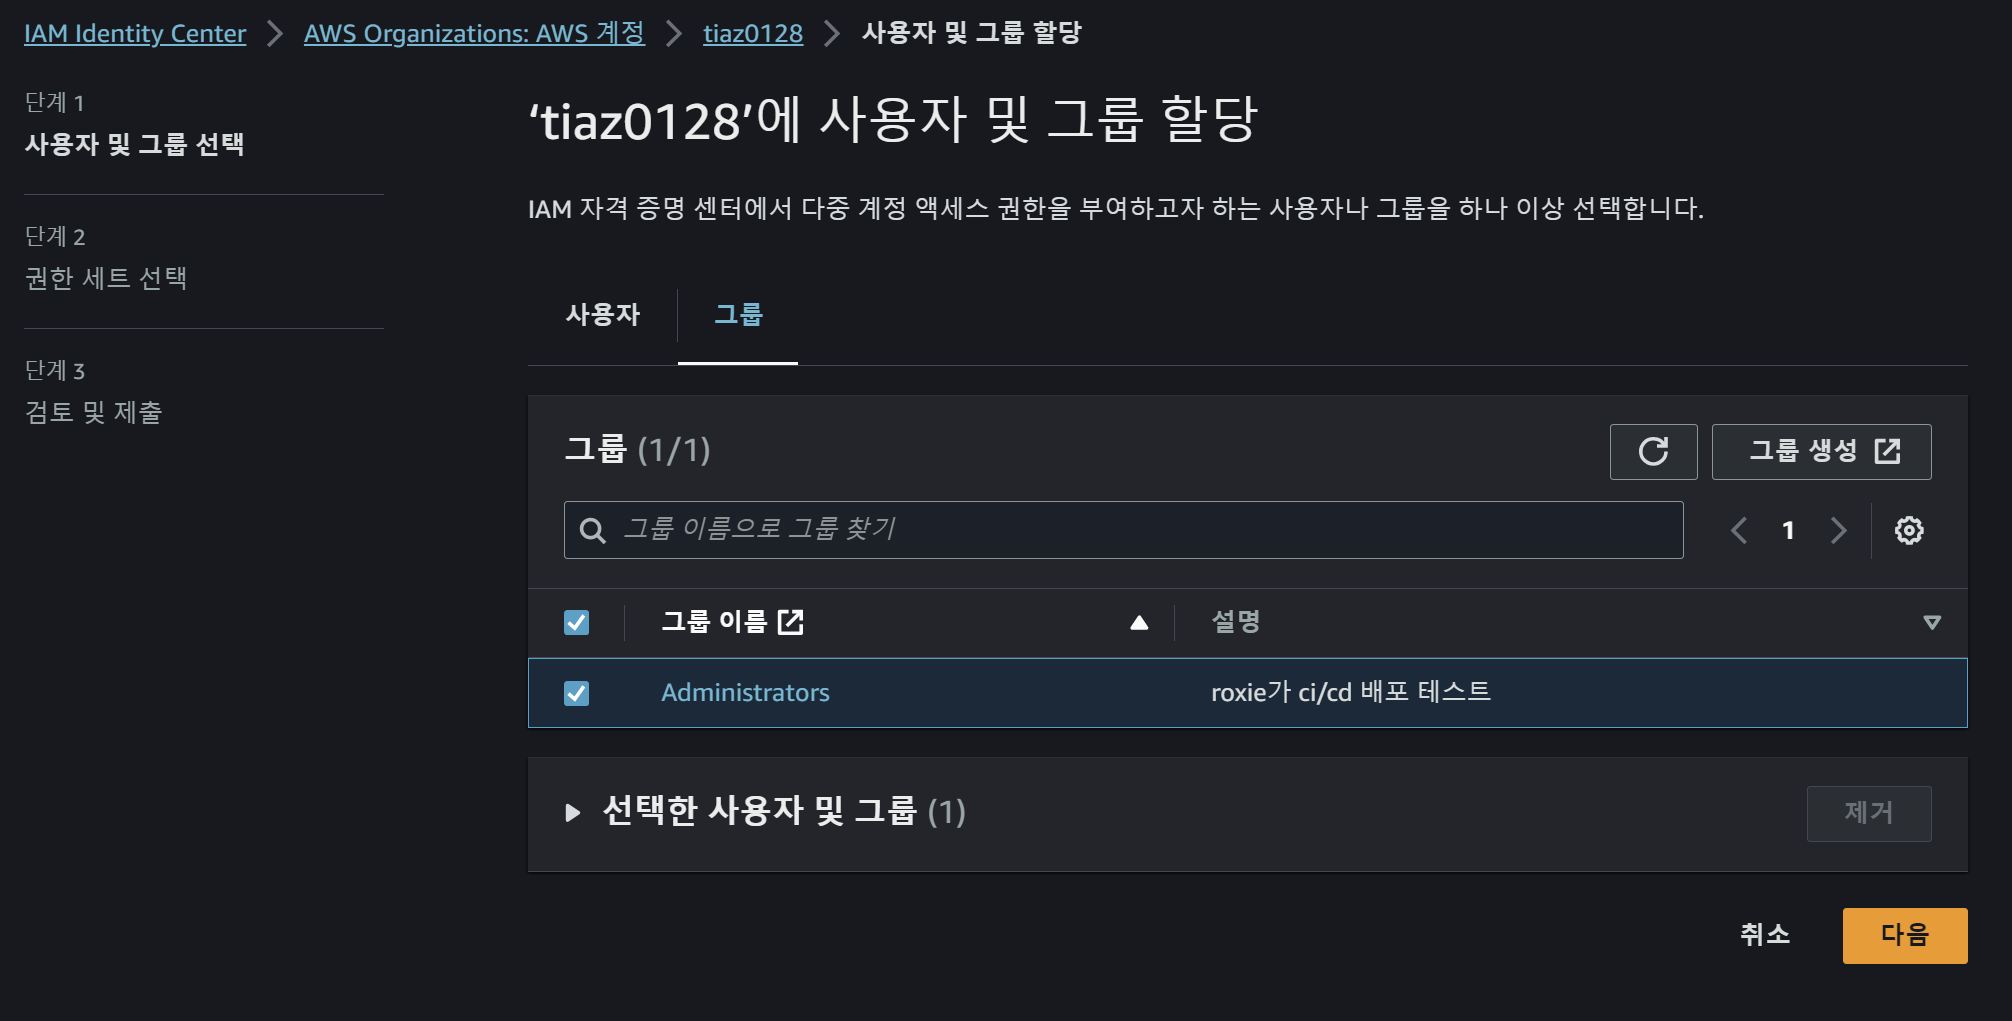 IAM Identity Center > AWS Organizations: AWS 계정 > tiaz0128 > 사용자 및 그룹 할당
단계 1
사용자 및 그룹 선택
단계 2
권한 세트 선택
단계 3
검토 및 제출
‘tiaz0128’에 사용자 및 그룹 할당
IAM 자격 증명 센터에서 다중 계정 액세스 권한을 부여하고자 하는 사용자나 그룹을 하나 이상 선택합니다.
사용자 그룹
그룹 (1/1) 그룹 생성
그룹 이름으로 그룹 찾기 1
그룹 이름 설명
Administrators roxie가 ci/cd 배포 테스트
선택한 사용자 및 그룹 (1) 제거
취소 다음